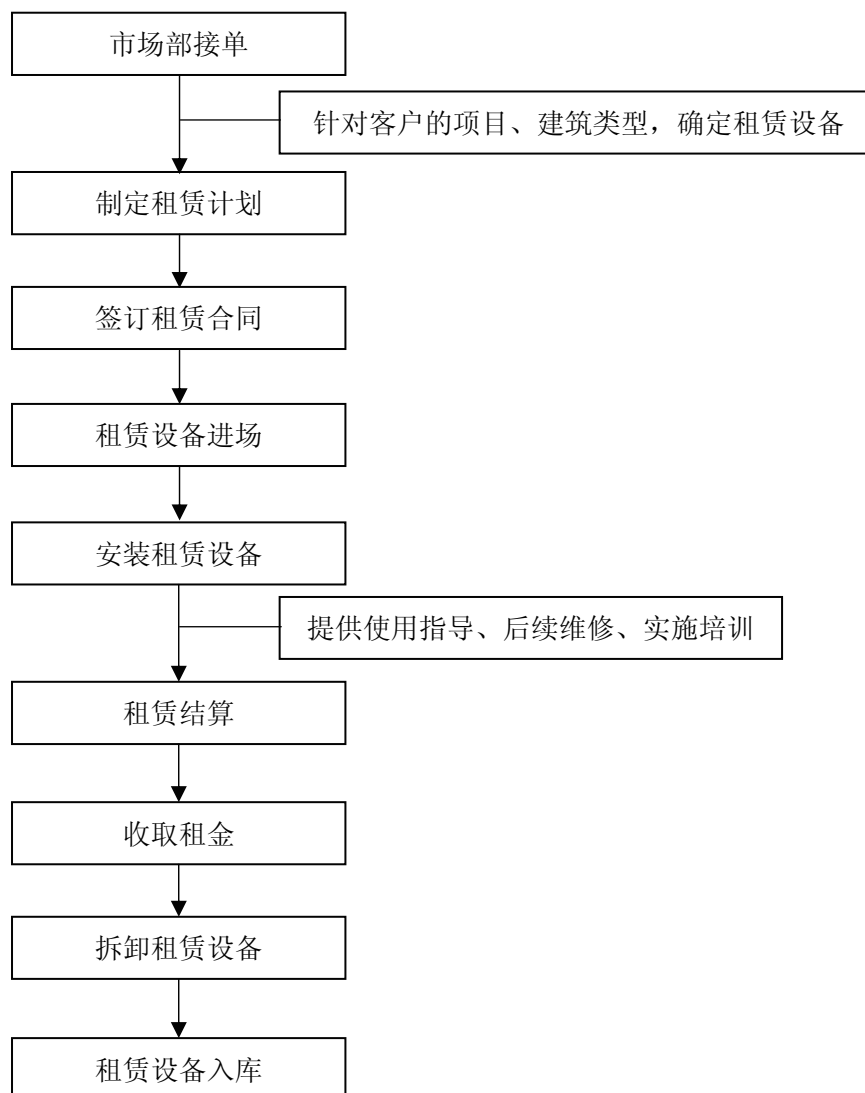 市场部接单
针对客户的项目、建筑类型，确定租赁设备
制定租赁计划
签订租赁合同
租赁设备进场
安装租赁设备
提供使用指导、后续维修、实施培训
租赁结算
收取租金
拆卸租赁设备
租赁设备入库